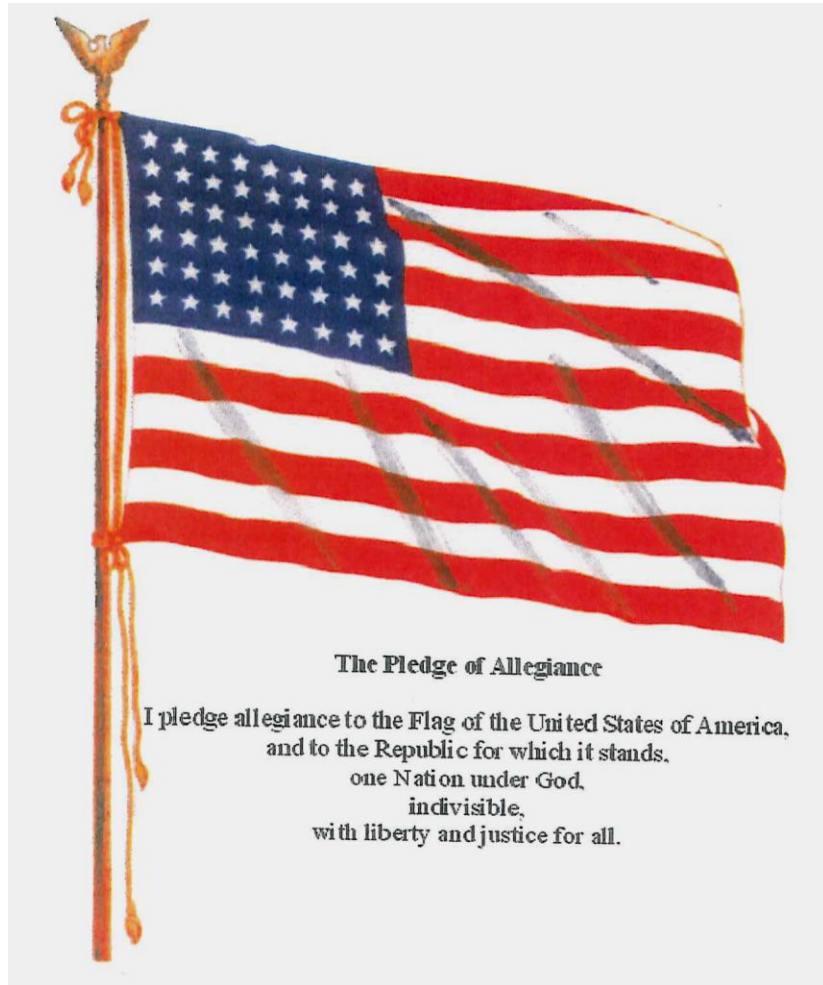 The Pledge of Allegiance
I pledge allegiance to the Flag of the United States of America,
and to the Republic for which it stands,
one Nation under God,
indivisible,
with liberty and justice for all.